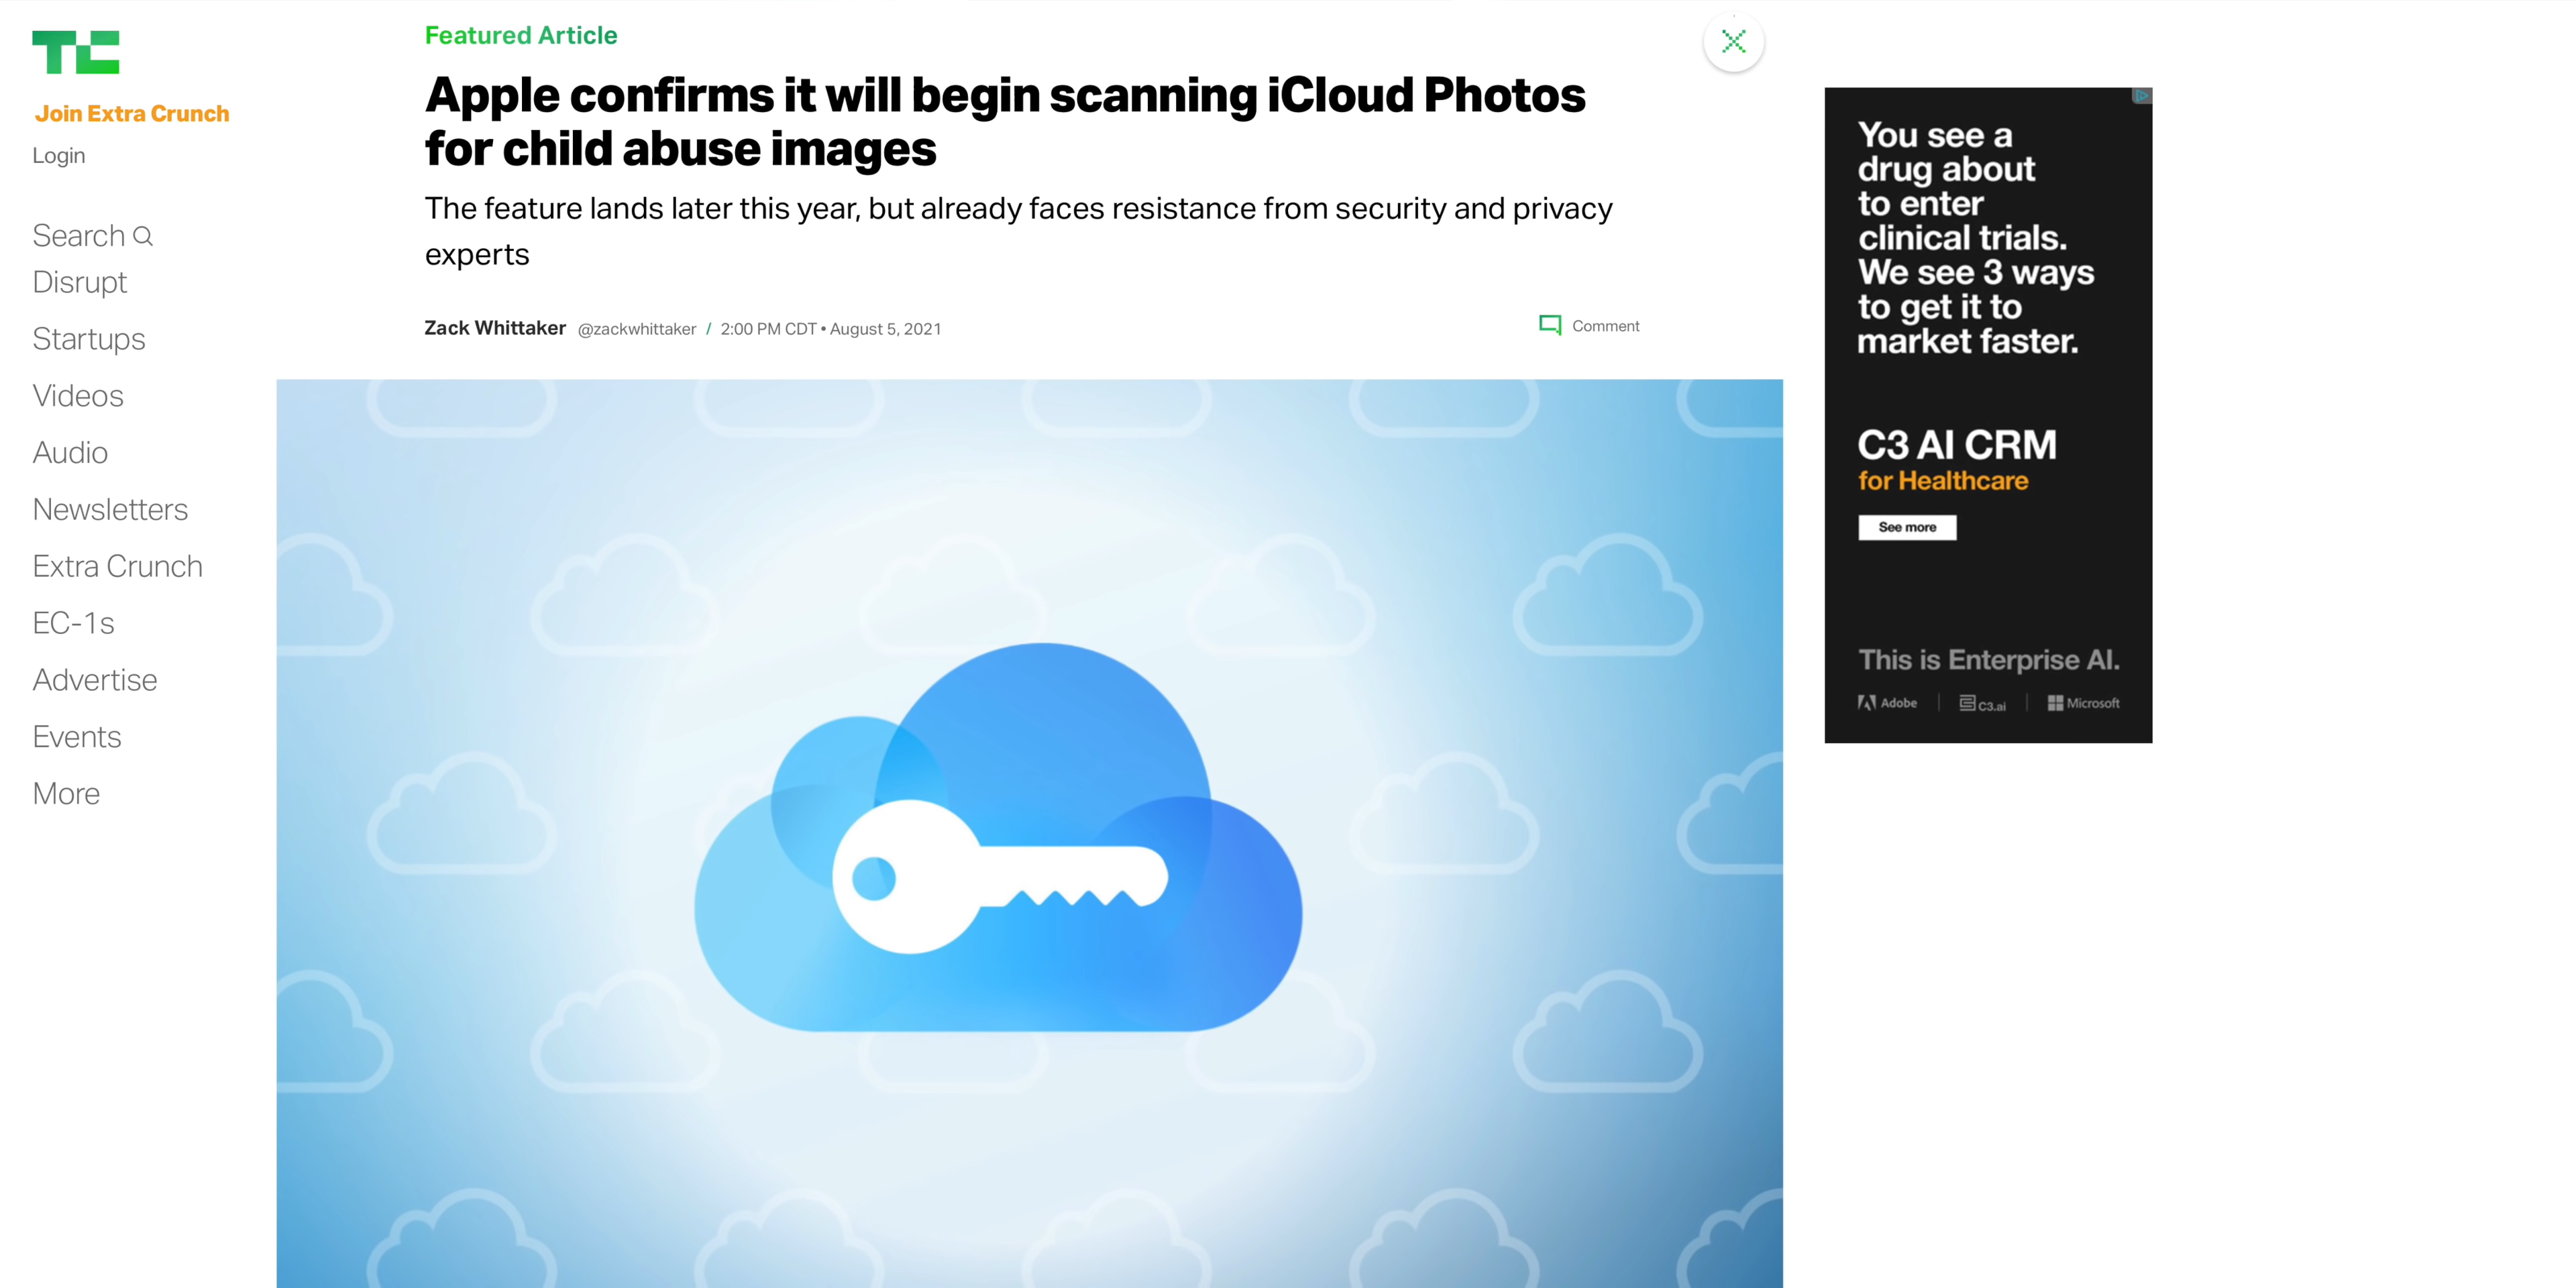 TC
Join Extra Crunch
Login
Search
Disrupt
Startups
Videos
Audio
Newsletters
Extra Crunch
EC-1s
Advertise
Events
More
Featured Article
Apple confirms it will begin scanning iCloud Photos
for child abuse images
The feature lands later this year, but already faces resistance from security and privacy
experts
Zack Whittaker @zackwhittaker / 2:00 PM CDT • August 5, 2021
Comment
You see a
drug about
to enter
clinical trials.
We see 3 ways
to get it to
market faster.
C3 AI CRM
for Healthcare
See more
This is Enterprise AI.
Adobe | C3.ai | Microsoft